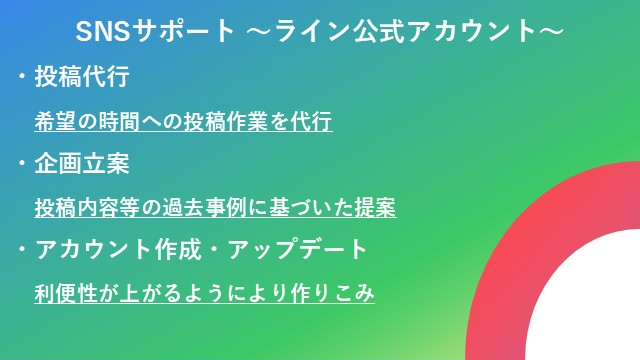 SNSサポート ～ライン公式アカウント～
・投稿代行
希望の時間への投稿作業を代行
・企画立案
投稿内容等の過去事例に基づいた提案
・アカウント作成・アップデート
利便性が上がるようにより作りこみ